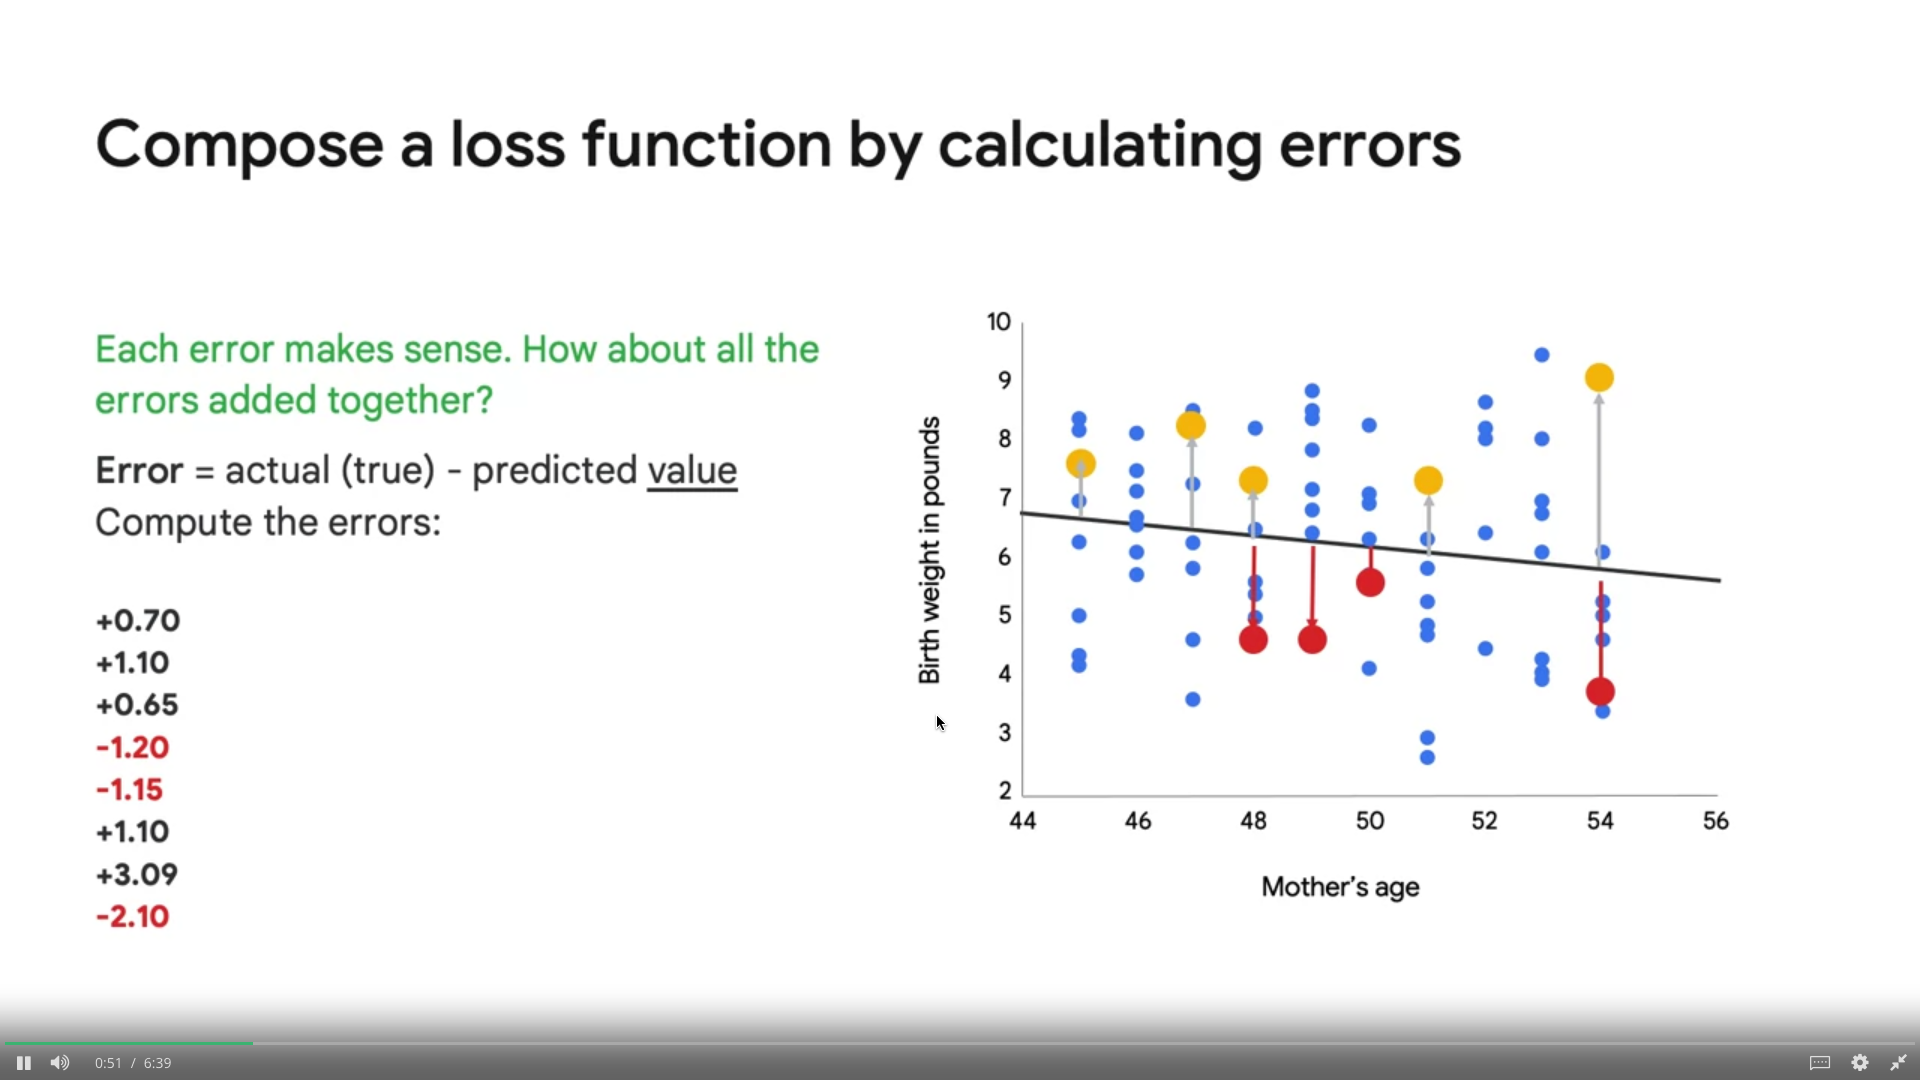 Compose a loss function by calculating errors
Each error makes sense. How about all the
errors added together?
Error = actual (true) - predicted value
Compute the errors:
+0.70
+1.10
+0.65
-1.20
-1.15
+1.10
+3.09
-2.10
Birth weight in pounds
10
9
8
7
6
5
4
3
2
44 46 48 50 52 54 56
Mother's age
0:51 / 6:39